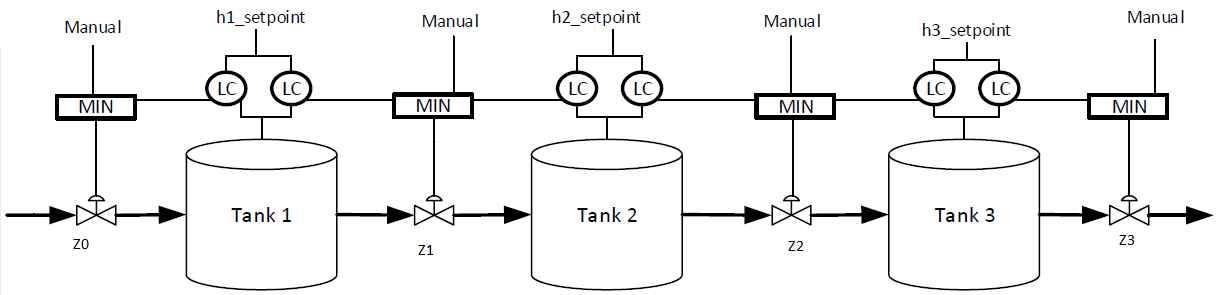 Manual
h1_setpoint
h2_setpoint
Manual
Manual
h3_setpoint
Manual
LC
LC
LC
LC
LC
LC
MIN
MIN
MIN
MIN
Tank 1
Tank 2
Tank 3
Z0
Z1
Z2
Z3